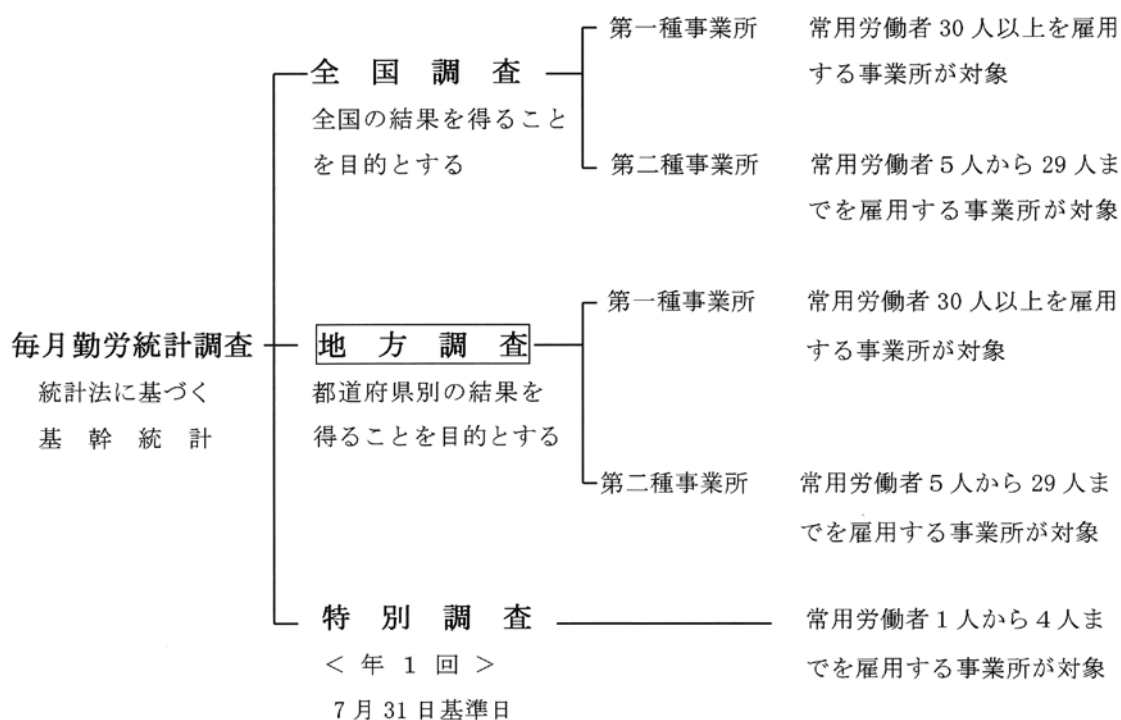 毎月勤労統計調査
統計法に基づく
基幹統計
全国調査
全国の結果を得ること
を目的とする
第一種事業所
常用労働者 30 人以上を雇用
する事業所が対象
第二種事業所
常用労働者 5 人から 29 人ま
でを雇用する事業所が対象
地方調査
都道府県別の結果を
得ることを目的とする
第一種事業所
常用労働者 30 人以上を雇用
する事業所が対象
第二種事業所
常用労働者 5 人から 29 人ま
でを雇用する事業所が対象
特別調査
<年1回>
7月 31 日基準日
常用労働者 1 人から 4 人ま
でを雇用する事業所が対象